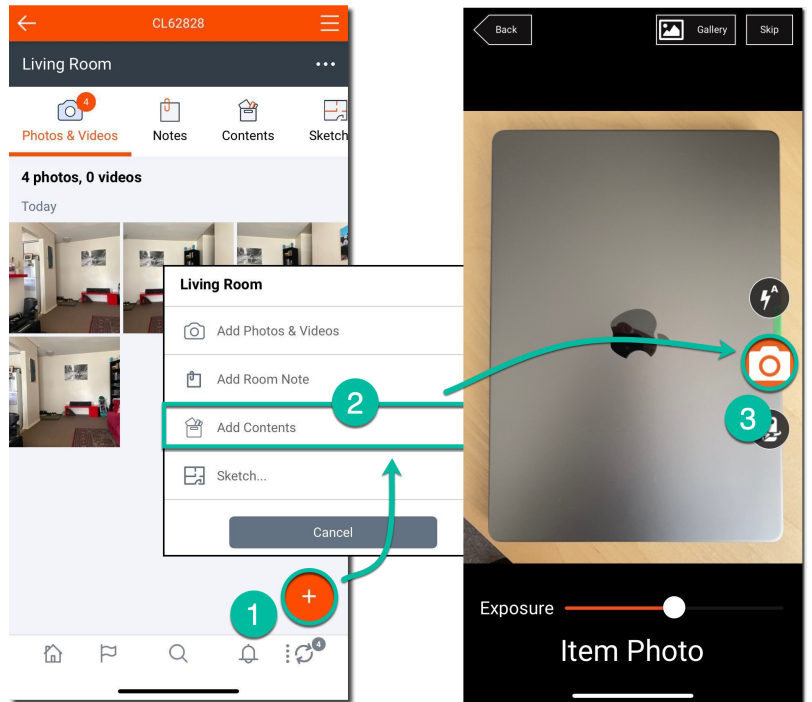 CL62828
Living Room
4
Photos & Videos
Notes
Contents
Sketch
4 photos, 0 videos
Today
Living Room
Add Photos & Videos
Add Room Note
2
Add Contents
Sketch...
Cancel
1
+
4
Back
Gallery
Skip
A
3
Exposure
Item Photo